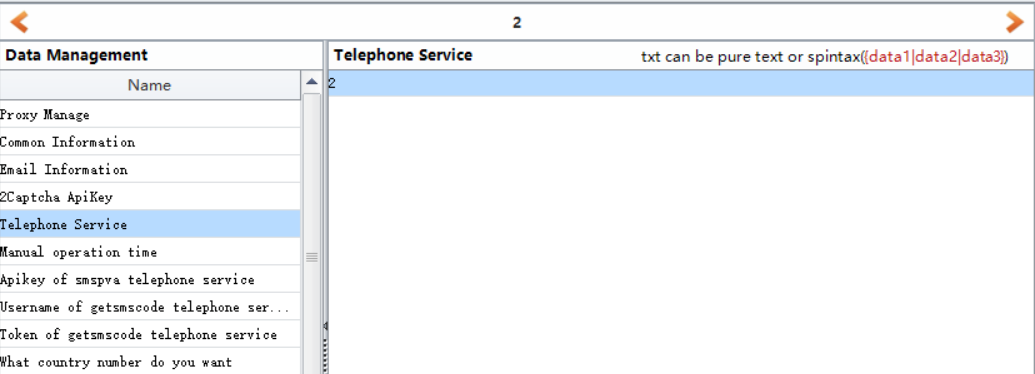 2
Data Management
Telephone Service
txt can be pure text or spintax({data1|data2|data3})
Name
2
Proxy Manage
Common Information
Email Information
2Captcha ApiKey
Telephone Service
Manual operation time
Apikey of smspva telephone service
Username of getsmscode telephone ser...
Token of getsmscode telephone service
What country number do you want